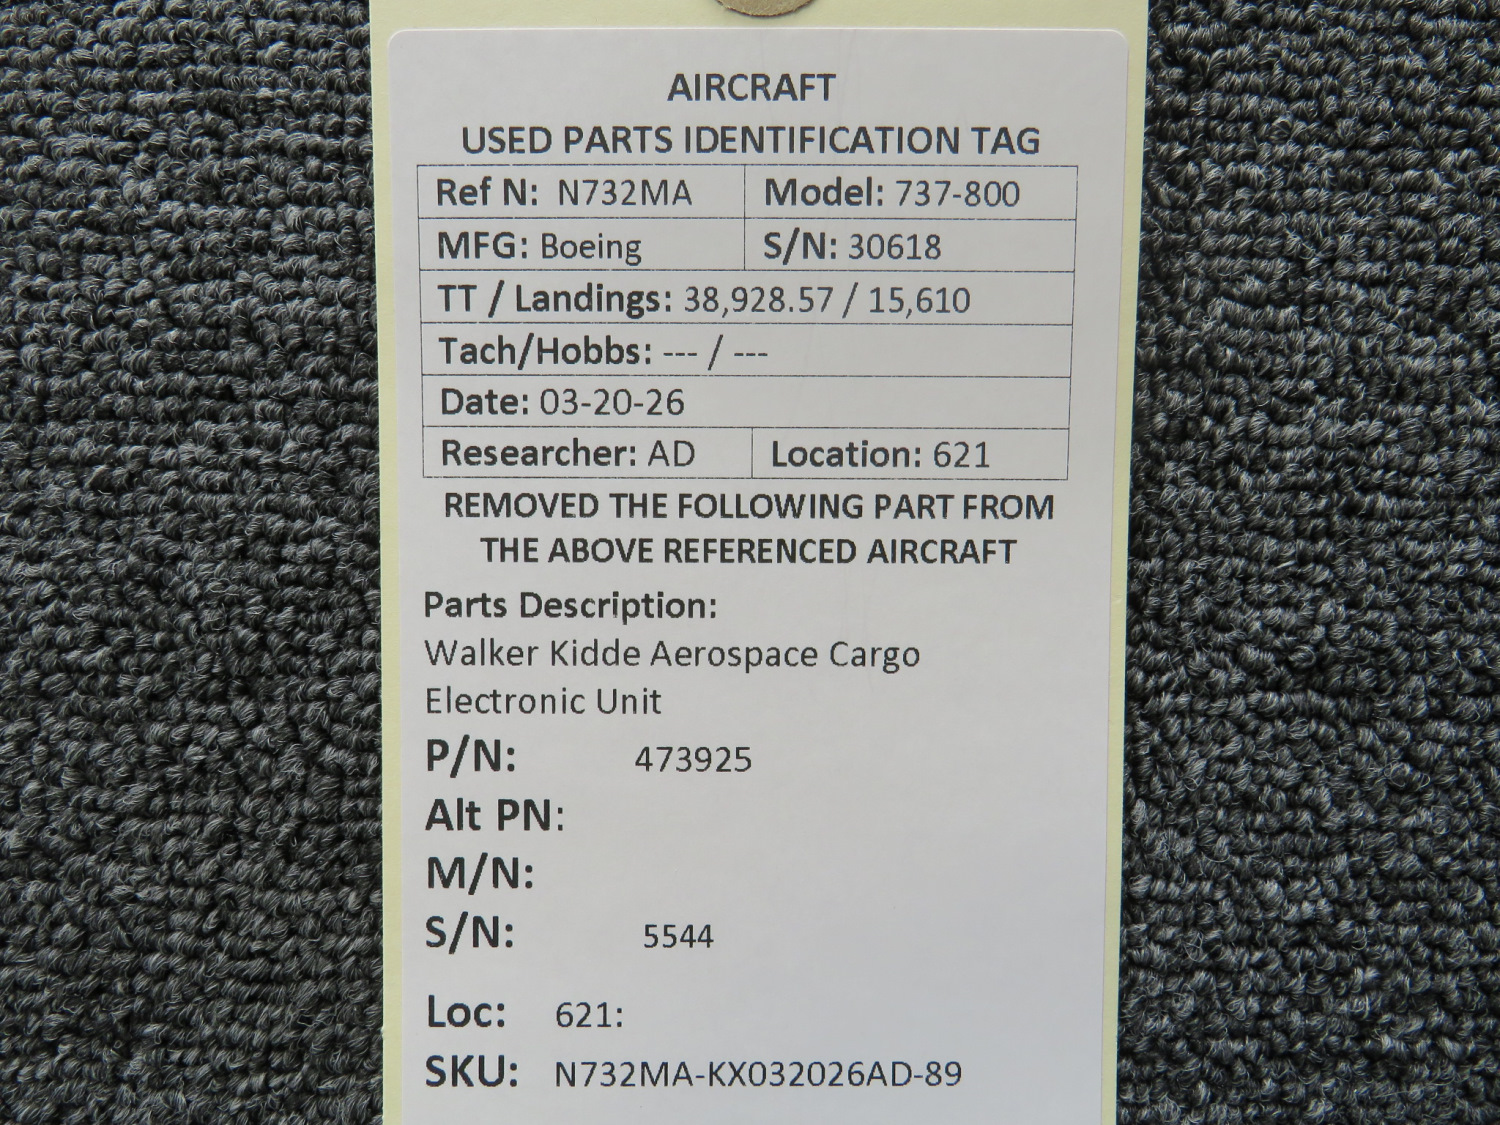 AIRCRAFT
USED PARTS IDENTIFICATION TAG
Ref N: N732MA Model: 737-800
MFG: Boeing S/N: 30618
TT / Landings: 38,928.57 / 15,610
Tach/Hobbs: --- / ---
Date: 03-20-26
Researcher: AD Location: 621
REMOVED THE FOLLOWING PART FROM
THE ABOVE REFERENCED AIRCRAFT
Parts Description:
Walker Kidde Aerospace Cargo
Electronic Unit
P/N: 473925
Alt PN:
M/N:
S/N: 5544
Loc: 621:
SKU: N732MA-KX032026AD-89